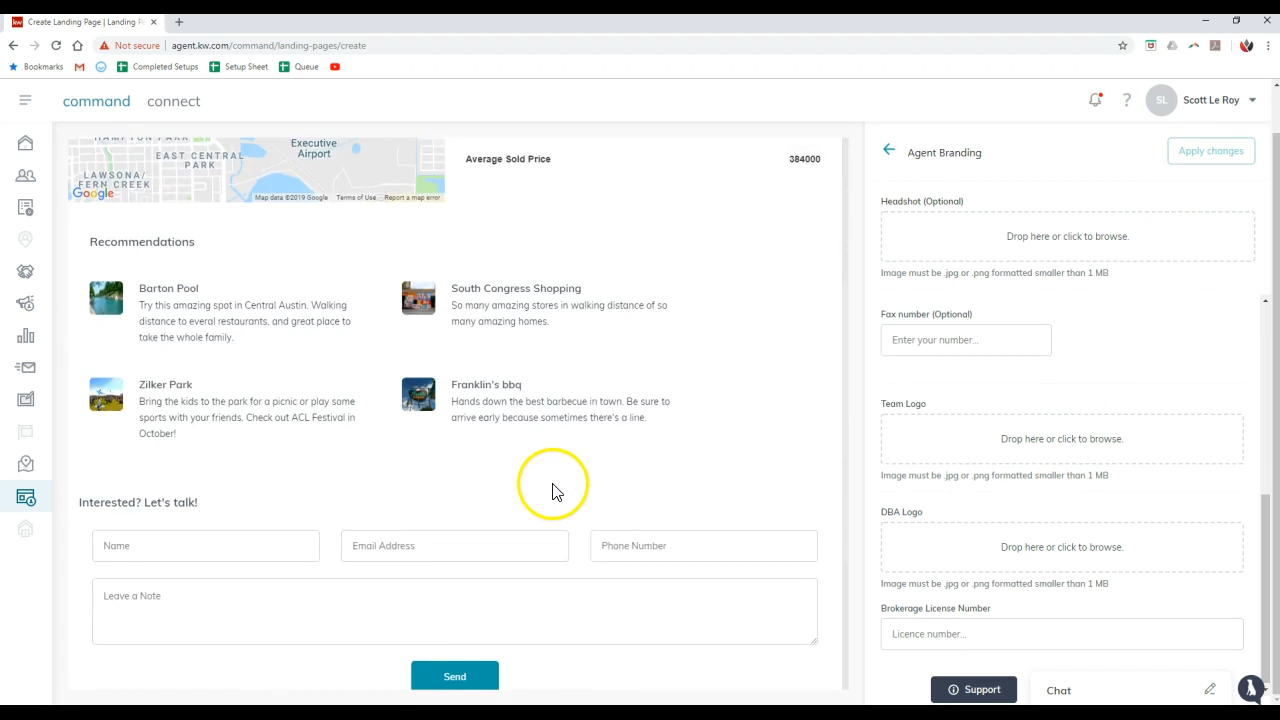 kw
Create Landing Page | Landing P
Not secure
agent.kw.com/command/landing-pages/create
Bookmarks
Completed Setups
Setup Sheet
Queue
command
connect
?
SL
Scott Le Roy
HAMPTON PARK
EAST CENTRAL
PARK
LAWSONA/
FERN CREEK
Executive
Airport
Google
Map data ©2019 Google
Terms of Use
Report a map error
Average Sold Price
384000
Recommendations
Barton Pool
Try this amazing spot in Central Austin. Walking
distance to everal restaurants, and great place to
take the whole family.
South Congress Shopping
So many amazing stores in walking distance of so
many amazing homes.
Zilker Park
Bring the kids to the park for a picnic or play some
sports with your friends. Check out ACL Festival in
October!
Franklin's bbq
Hands down the best barbecue in town. Be sure to
arrive early because sometimes there's a line.
Interested? Let's talk!
Name
Email Address
Phone Number
Leave a Note
Send
Agent Branding
Apply changes
Headshot (Optional)
Drop here or click to browse.
Image must be .jpg or .png formatted smaller than 1 MB
Fax number (Optional)
Enter your number...
Team Logo
Drop here or click to browse.
Image must be .jpg or .png formatted smaller than 1 MB
DBA Logo
Drop here or click to browse.
Image must be .jpg or .png formatted smaller than 1 MB
Brokerage License Number
Licence number...
Support
Chat